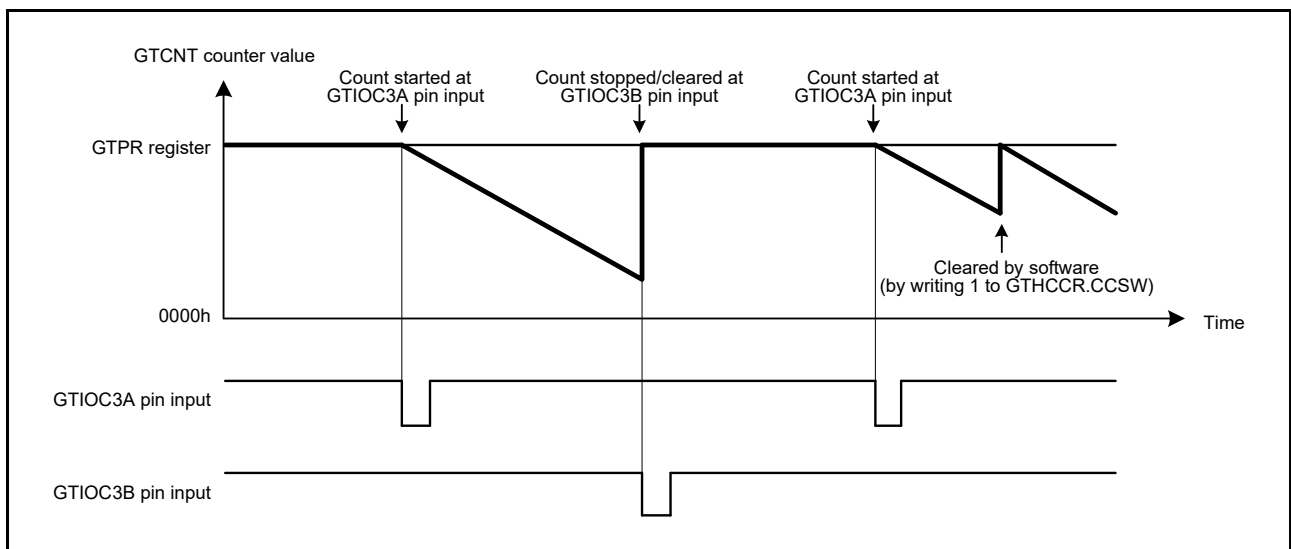 GTCNT counter value
Count started at
GTIOC3A pin input
Count stopped/cleared at
GTIOC3B pin input
Count started at
GTIOC3A pin input
GTPR register
Cleared by software
(by writing 1 to GTHCCR.CCSW)
0000h
Time
GTIOC3A pin input
GTIOC3B pin input